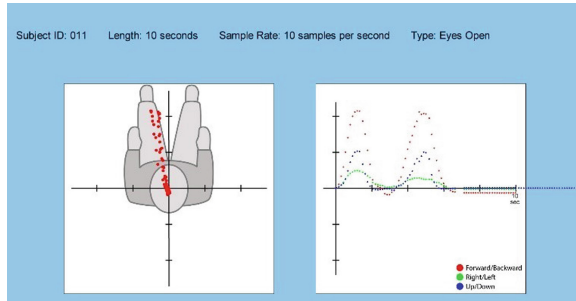 Subject ID: 011 Length: 10 seconds Sample Rate: 10 samples per second Type: Eyes Open
10
sec
Forward/Backward
Right/Left
Up/Down